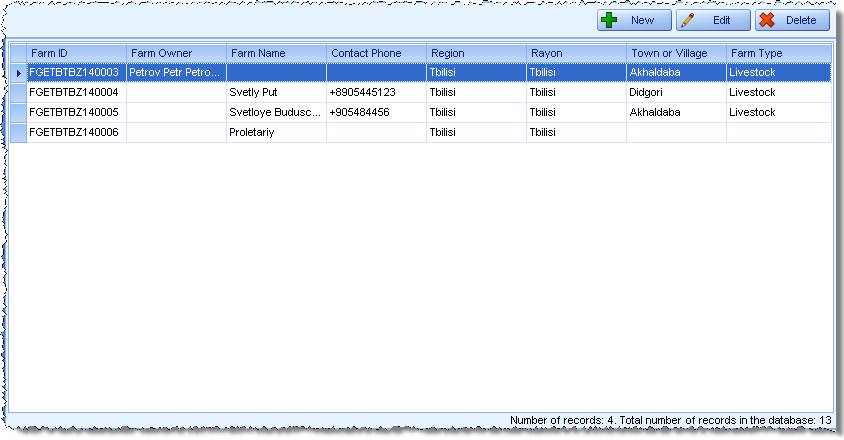 New Edit Delete
Farm ID Farm Owner Farm Name Contact Phone Region Rayon Town or Village Farm Type
FGETBTBZ140003 Petrov Petr Petro... Tbilisi Tbilisi Akhaldaba Livestock
FGETBTBZ140004 Svetly Put +8905445123 Tbilisi Tbilisi Didgori Livestock
FGETBTBZ140005 Svetloye Budusc... +905484456 Tbilisi Tbilisi Akhaldaba Livestock
FGETBTBZ140006 Proletariy Tbilisi Tbilisi
Number of records: 4. Total number of records in the database: 13